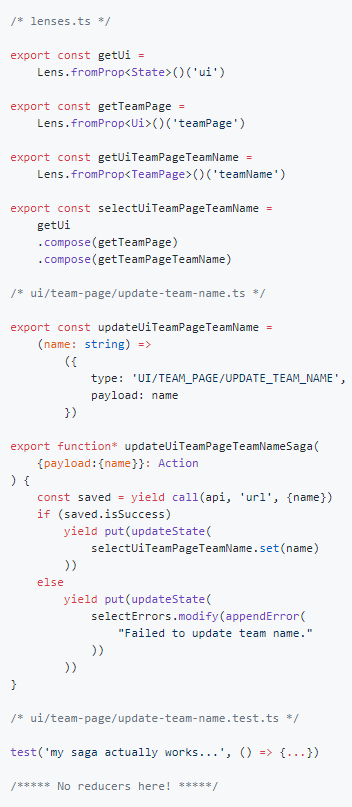 /* lenses.ts */
export const getUi =
    Lens.fromProp<State>()('ui')
export const getTeamPage =
    Lens.fromProp<Ui>()('teamPage')
export const getUiTeamPageTeamName =
    Lens.fromProp<TeamPage>()('teamName')
export const selectUiTeamPageTeamName =
    getUi
    .compose(getTeamPage)
    .compose(getTeamPageTeamName)
/* ui/team-page/update-team-name.ts */
export const updateUiTeamPageTeamName =
    (name: string) =>
        ({
            type: 'UI/TEAM_PAGE/UPDATE_TEAM_NAME',
            payload: name
        })
export function* updateUiTeamPageTeamNameSaga(
    {payload:{name}}: Action
) {
    const saved = yield call(api, 'url', {name})
    if (saved.isSuccess)
        yield put(updateState(
            selectUiTeamPageTeamName.set(name)
        ))
    else
        yield put(updateState(
            selectErrors.modify(appendError(
                "Failed to update team name."
            ))
        ))
}
/* ui/team-page/update-team-name.test.ts */
test('my saga actually works...', () => {...})
/***** No reducers here! *****/